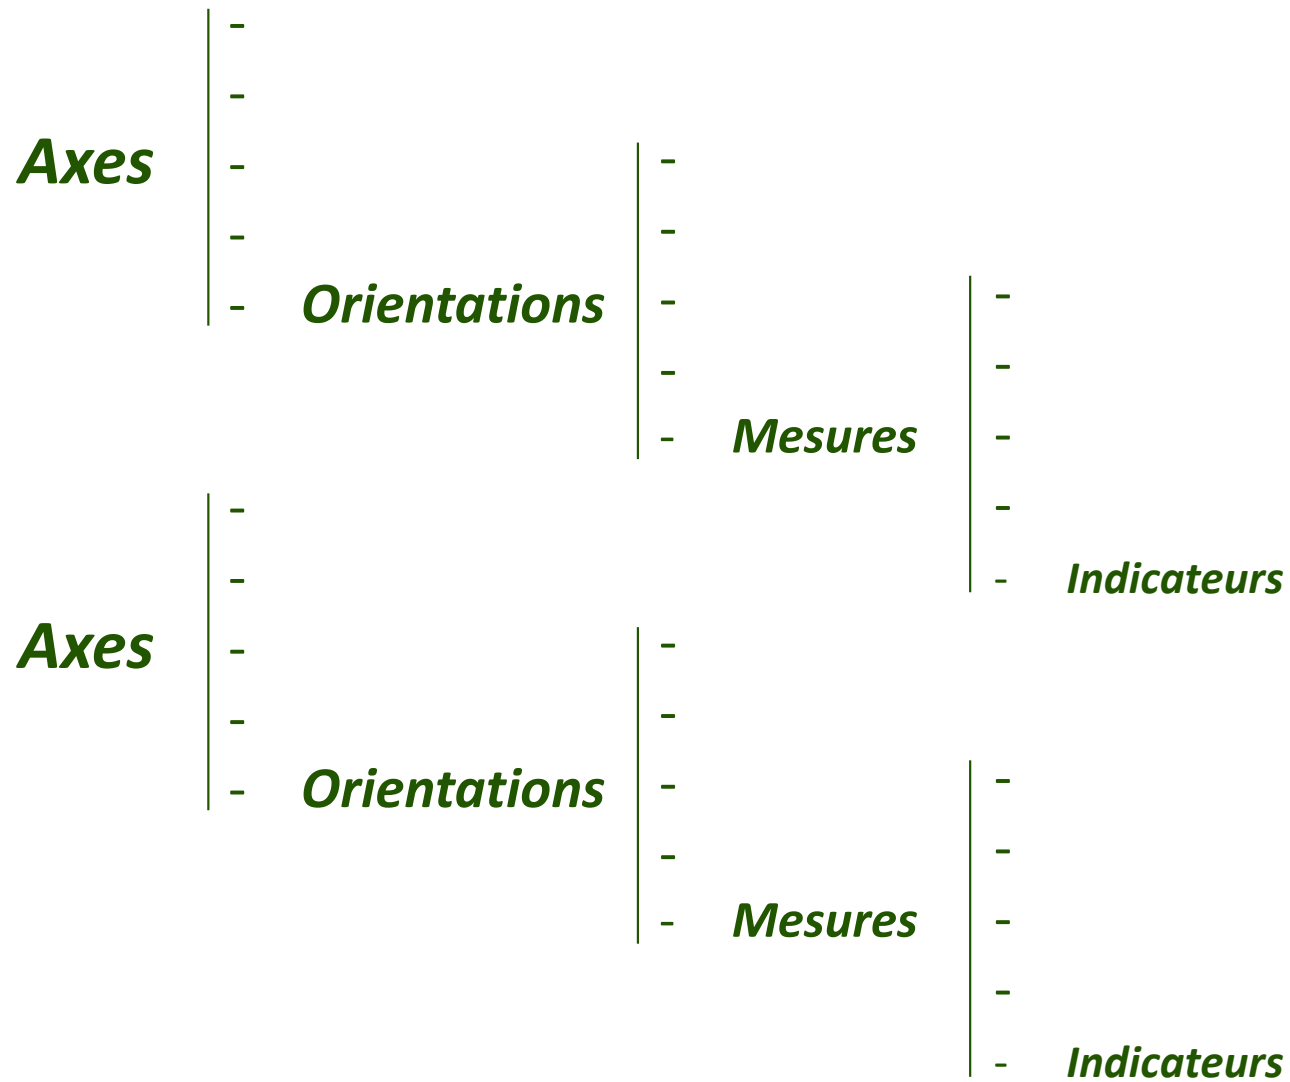 -
-
Axes -
-
-
-
- Orientations -
-
-
-
-
- Mesures -
-
-
-
Axes -
-
- Indicateurs
-
-
-
- Orientations -
-
-
-
-
- Mesures -
-
- Indicateurs